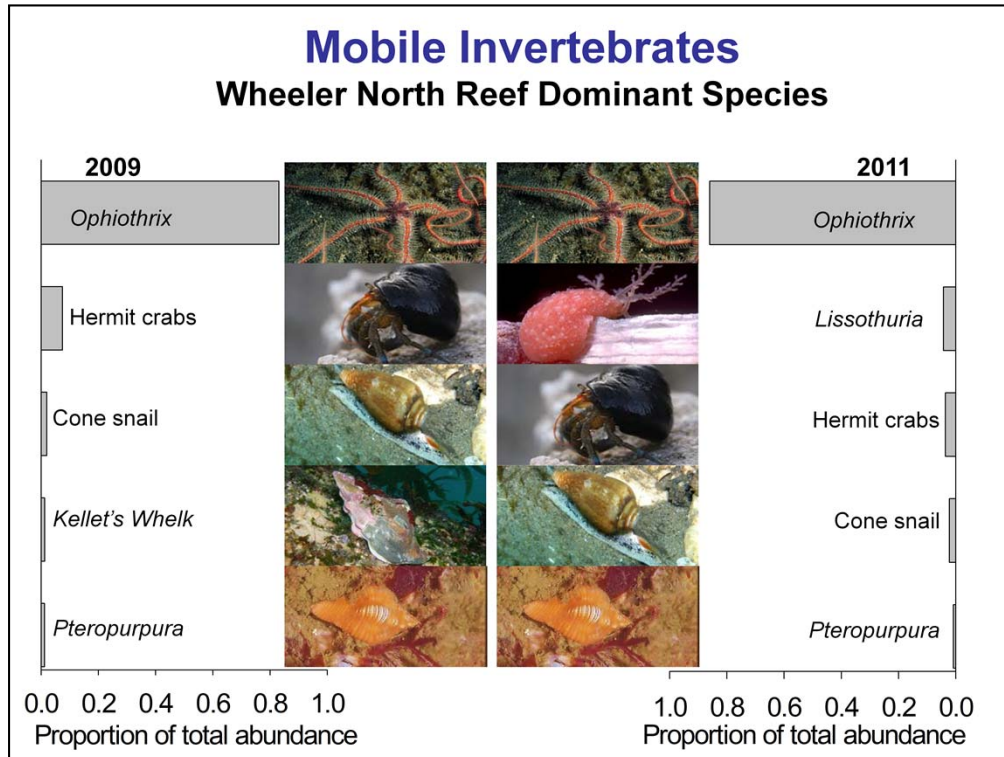 Mobile Invertebrates
Wheeler North Reef Dominant Species
2009
Ophiothrix
Hermit crabs
Cone snail
Kellet's Whelk
Pteropurpura
0.0 0.2 0.4 0.6 0.8 1.0
Proportion of total abundance
2011
Ophiothrix
Lissothuria
Hermit crabs
Cone snail
Pteropurpura
1.0 0.8 0.6 0.4 0.2 0.0
Proportion of total abundance